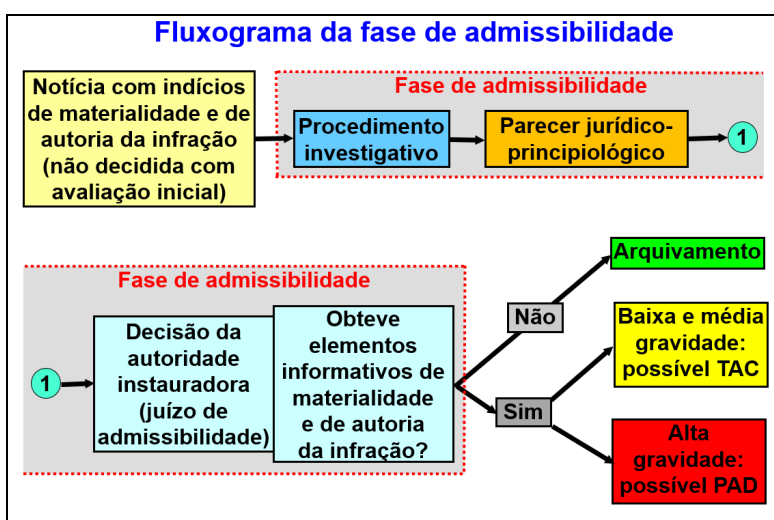 Fluxograma da fase de admissibilidade
Notícia com indícios
de materialidade e de
autoria da infração
(não decidida com
avaliação inicial)
Fase de admissibilidade
Procedimento
investigativo
Parecer jurídico-
principiológico
1
Fase de admissibilidade
1
Decisão da
autoridade
instauradora
(juízo de
admissibilidade)
Obteve
elementos
informativos de
materialidade
e de autoria
da infração?
Não
Sim
Arquivamento
Baixa e média
gravidade:
possível TAC
Alta
gravidade:
possível PAD